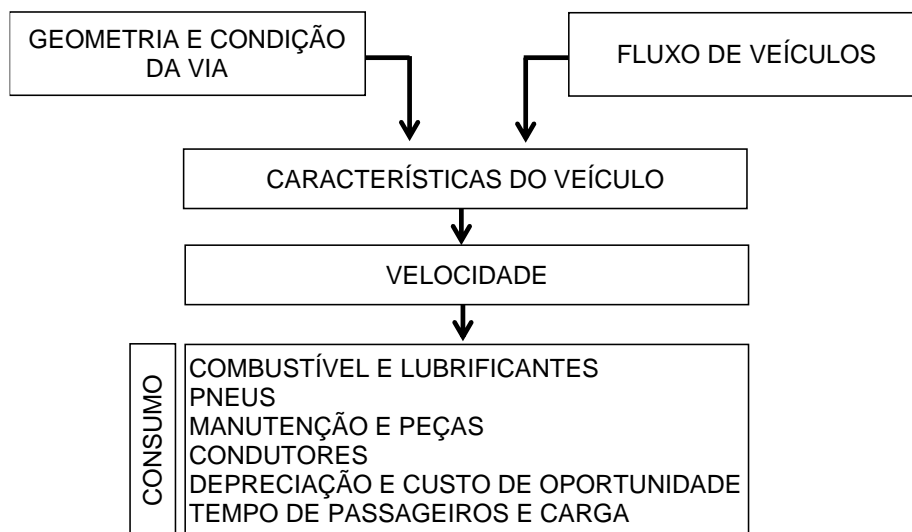 GEOMETRIA E CONDIÇÃO
DA VIA
FLUXO DE VEÍCULOS
CARACTERÍSTICAS DO VEÍCULO
VELOCIDADE
CONSUMO
COMBUSTÍVEL E LUBRIFICANTES
PNEUS
MANUTENÇÃO E PEÇAS
CONDUTORES
DEPRECIAÇÃO E CUSTO DE OPORTUNIDADE
TEMPO DE PASSAGEIROS E CARGA